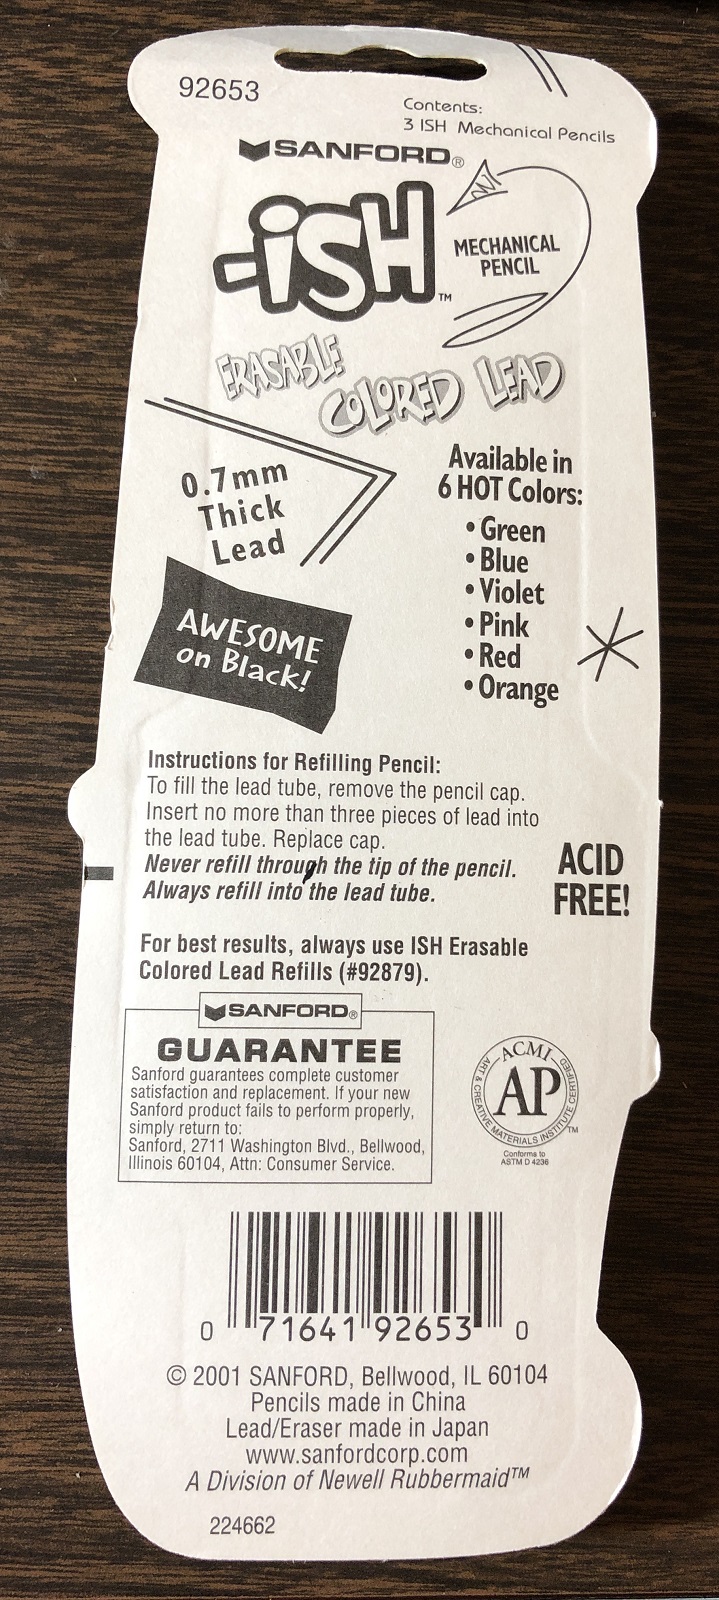 92653
Contents:
3 ISH Mechanical Pencils
SANFORD®
-iSH™
MECHANICAL
PENCIL
ERASABLE
COLORED LEAD
0.7mm
Thick
Lead
Available in
6 HOT Colors:
• Green
• Blue
• Violet
• Pink
• Red
• Orange
AWESOME
on Black!
Instructions for Refilling Pencil:
To fill the lead tube, remove the pencil cap.
Insert no more than three pieces of lead into
the lead tube. Replace cap.
Never refill through the tip of the pencil.
Always refill into the lead tube.
ACID
FREE!
For best results, always use ISH Erasable
Colored Lead Refills (#92879).
SANFORD®
GUARANTEE
Sanford guarantees complete customer
satisfaction and replacement. If your new
Sanford product fails to perform properly,
simply return to:
Sanford, 2711 Washington Blvd., Bellwood,
Illinois 60104, Attn: Consumer Service.
ACMI
AP
ART & CREATIVE MATERIALS INSTITUTE CERTIFIED
TM
Conforms to
ASTM D 4236
0 71641 92653 0
© 2001 SANFORD, Bellwood, IL 60104
Pencils made in China
Lead/Eraser made in Japan
www.sanfordcorp.com
A Division of Newell Rubbermaid™
224662